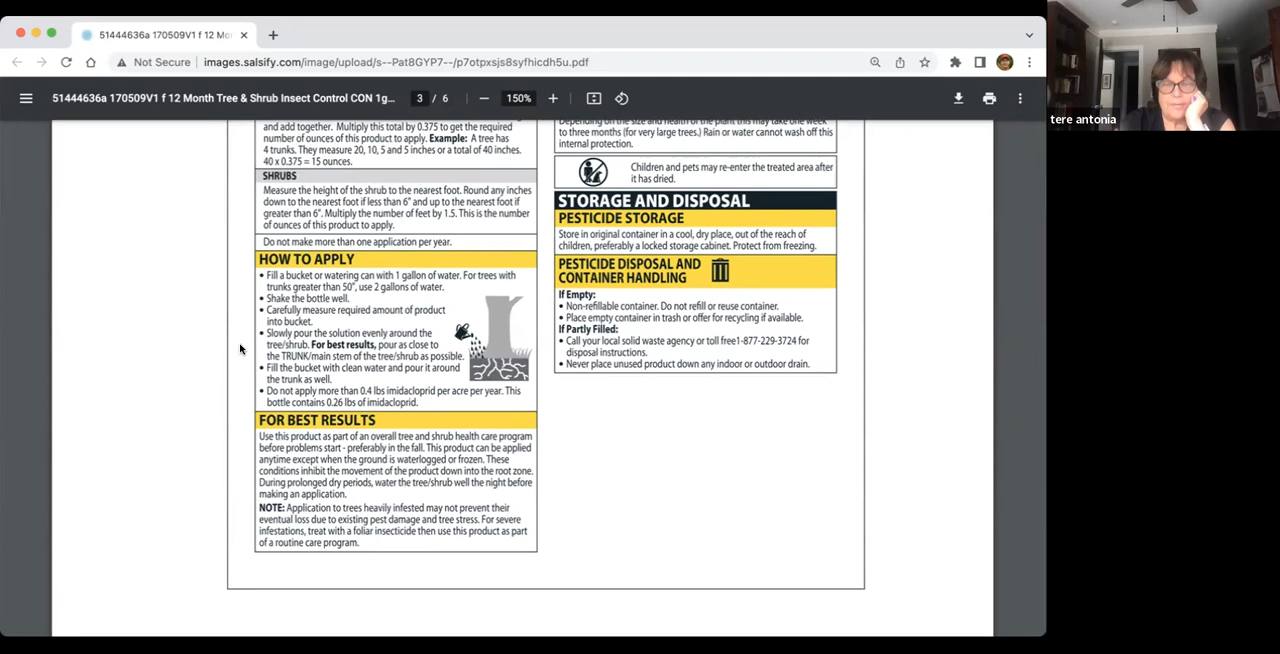 51444636a 170509V1 f 12 Mo
Not Secure
images.salsify.com/image/upload/s--Pat8GYP7--/p7otpxsjs8syfhicdh5u.pdf
51444636a 170509V1 f 12 Month Tree & Shrub Insect Control CON 1g...
3 / 6
150%
tere antonia
and add together. Multiply this total by 0.375 to get the required
number of ounces of this product to apply. Example: A tree has
4 trunks. They measure 20, 10, 5 and 5 inches or a total of 40 inches.
40 x 0.375 = 15 ounces.
SHRUBS
Measure the height of the shrub to the nearest foot. Round any inches
down to the nearest foot if less than 6" and up to the nearest foot if
greater than 6". Multiply the number of feet by 1.5. This is the number
of ounces of this product to apply.
Do not make more than one application per year.
HOW TO APPLY
• Fill a bucket or watering can with 1 gallon of water. For trees with
trunks greater than 50", use 2 gallons of water.
• Shake the bottle well.
• Carefully measure required amount of product
into bucket.
• Slowly pour the solution evenly around the
tree/shrub. For best results, pour as close to
the TRUNK/main stem of the tree/shrub as possible.
• Fill the bucket with clean water and pour it around
the trunk as well.
• Do not apply more than 0.4 lbs imidacloprid per acre per year. This
bottle contains 0.26 lbs of imidacloprid.
FOR BEST RESULTS
Use this product as part of an overall tree and shrub health care program
before problems start - preferably in the fall. This product can be applied
anytime except when the ground is waterlogged or frozen. These
conditions inhibit the movement of the product down into the root zone.
During prolonged dry periods, water the tree/shrub well the night before
making an application.
NOTE: Application to trees heavily infested may not prevent their
eventual loss due to existing pest damage and tree stress. For severe
infestations, treat with a foliar insecticide then use this product as part
of a routine care program.
Depending on the size and health of the plant this may take one week
to three months (for very large trees.) Rain or water cannot wash off this
internal protection.
Children and pets may re-enter the treated area after
it has dried.
STORAGE AND DISPOSAL
PESTICIDE STORAGE
Store in original container in a cool, dry place, out of the reach of
children, preferably a locked storage cabinet. Protect from freezing.
PESTICIDE DISPOSAL AND
CONTAINER HANDLING
If Empty:
• Non-refillable container. Do not refill or reuse container.
• Place empty container in trash or offer for recycling if available.
If Partly Filled:
• Call your local solid waste agency or toll free1-877-229-3724 for
disposal instructions.
• Never place unused product down any indoor or outdoor drain.